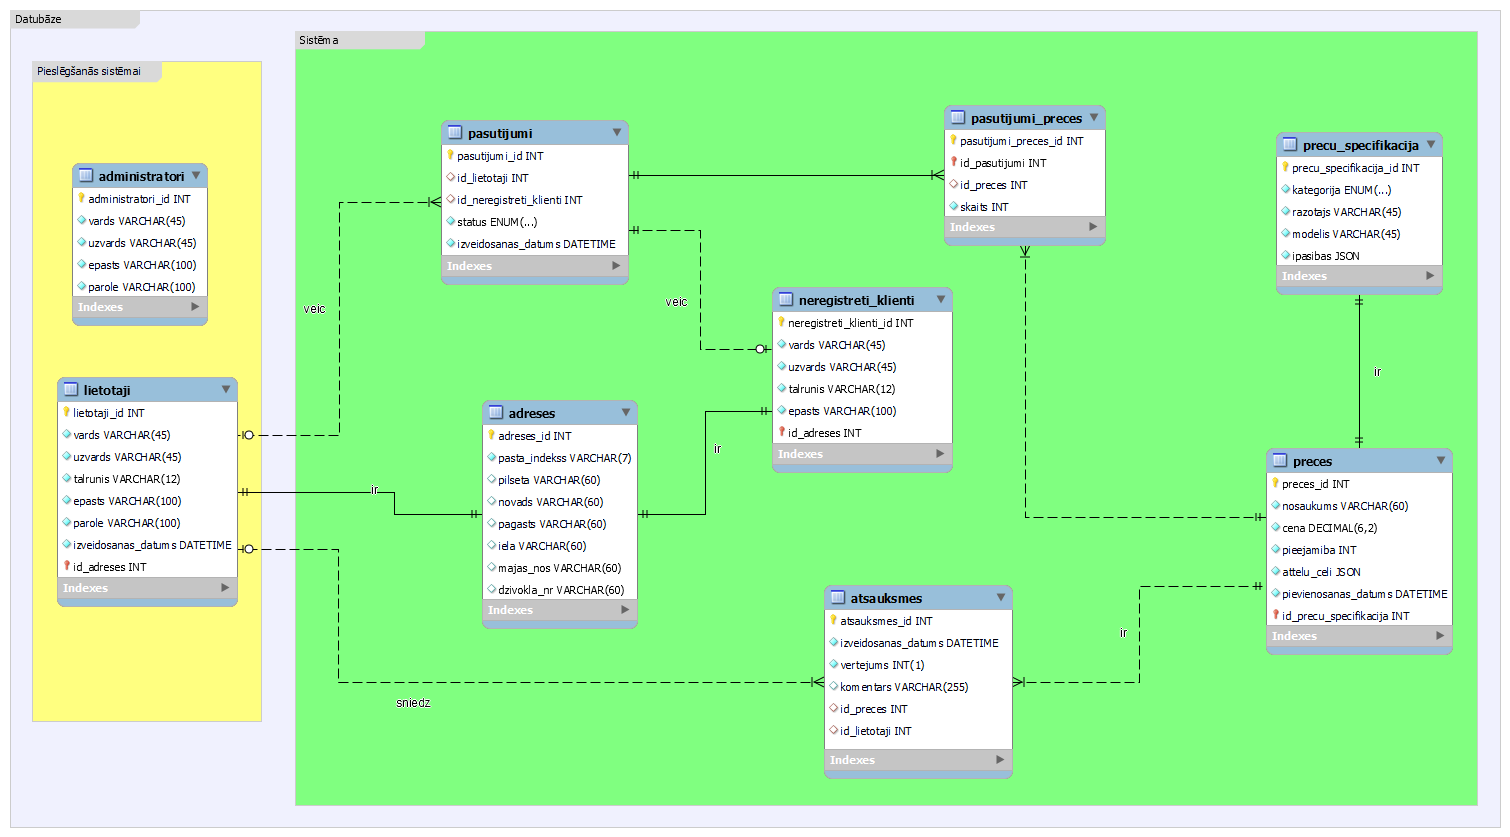 Datubāze
Pieslēgšanās sistēmai
administratori
administratori_id INT
vards VARCHAR(45)
uzvards VARCHAR(45)
epasts VARCHAR(100)
parole VARCHAR(100)
Indexes
lietotaji
lietotaji_id INT
vards VARCHAR(45)
uzvards VARCHAR(45)
talrunis VARCHAR(12)
epasts VARCHAR(100)
parole VARCHAR(100)
izveidosanas_datums DATETIME
id_adreses INT
Indexes
Sistēma
pasutijumi
pasutijumi_id INT
id_lietotaji INT
id_neregistreti_klienti INT
status ENUM(...)
izveidosanas_datums DATETIME
Indexes
veic
veic
ir
ir
sniedz
adreses
adreses_id INT
pasta_indekss VARCHAR(7)
pilseta VARCHAR(60)
novads VARCHAR(60)
pagasts VARCHAR(60)
iela VARCHAR(60)
majas_nos VARCHAR(60)
dzivokla_nr VARCHAR(60)
Indexes
neregistreti_klienti
neregistreti_klienti_id INT
vards VARCHAR(45)
uzvards VARCHAR(45)
talrunis VARCHAR(12)
epasts VARCHAR(100)
id_adreses INT
Indexes
pasutijumi_preces
pasutijumi_preces_id INT
id_pasutijumi INT
id_preces INT
skaits INT
Indexes
atsauksmes
atsauksmes_id INT
izveidosanas_datums DATETIME
vertejums INT(1)
komentars VARCHAR(255)
id_preces INT
id_lietotaji INT
Indexes
ir
precu_specifikacija
precu_specifikacija_id INT
kategorija ENUM(...)
razotajs VARCHAR(45)
modelis VARCHAR(45)
ipasibas JSON
Indexes
ir
preces
preces_id INT
nosaukums VARCHAR(60)
cena DECIMAL(6,2)
pieejamiba INT
attelu_celi JSON
pievienosanas_datums DATETIME
id_precu_specifikacija INT
Indexes